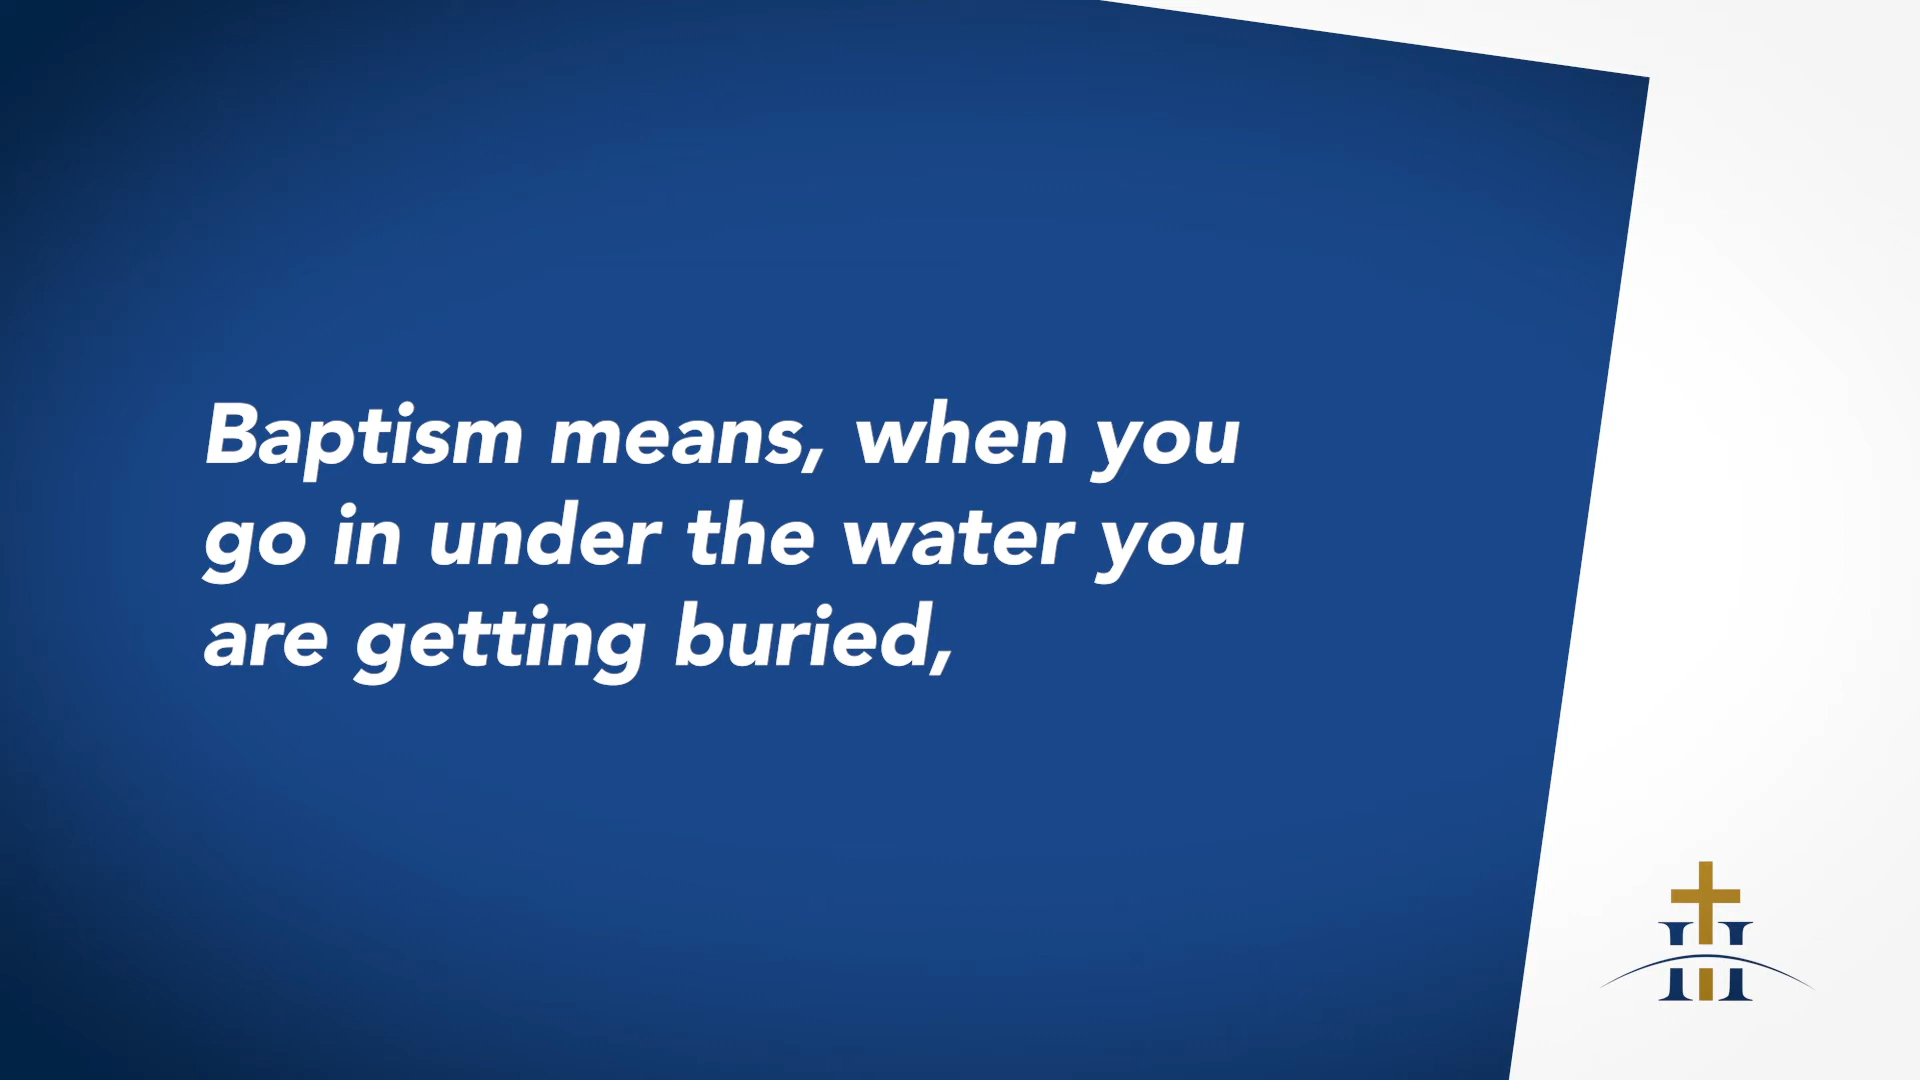 Baptism means, when you
go in under the water you
are getting buried,